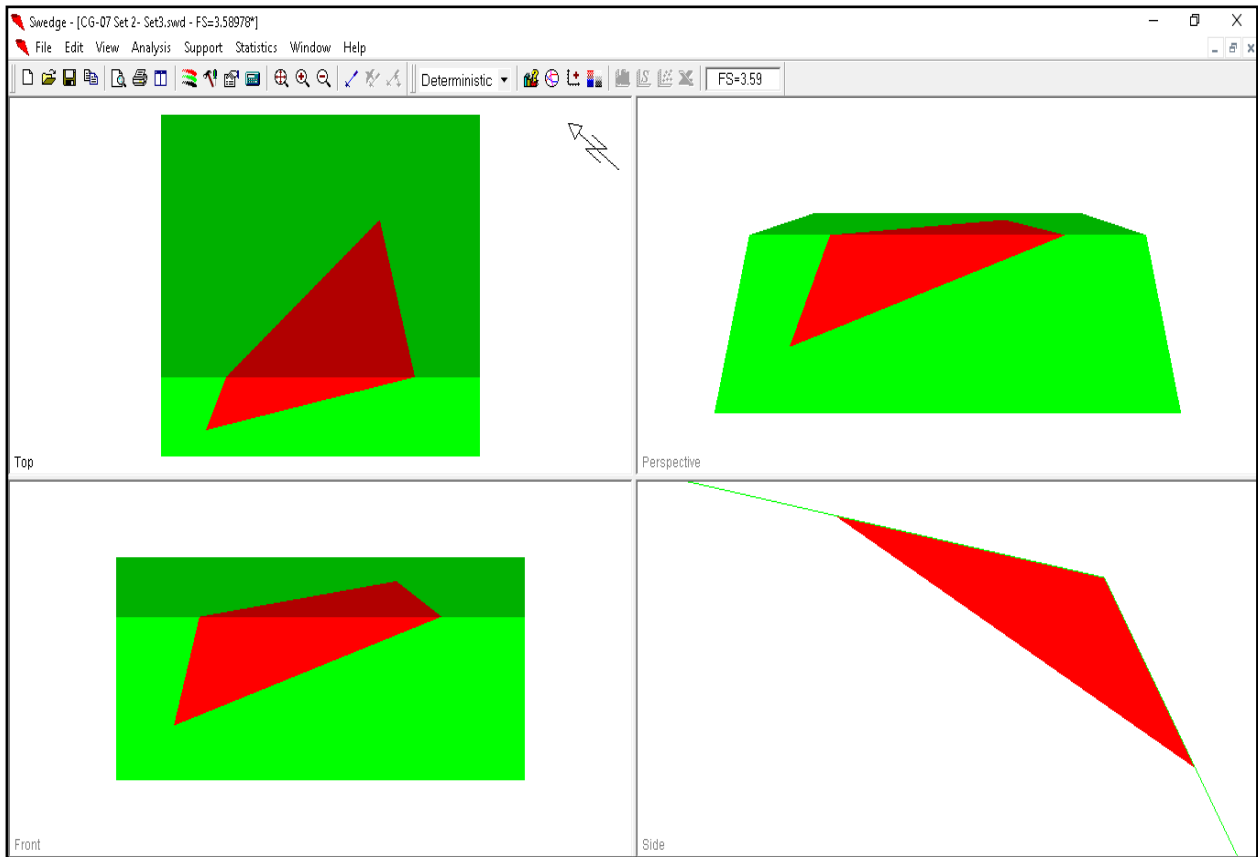 Swedge - [CG-07 Set 2- Set3.swd - FS=3.58978*]
File Edit View Analysis Support Statistics Window Help
Deterministic FS=3.59
Top
Perspective
Front
Side